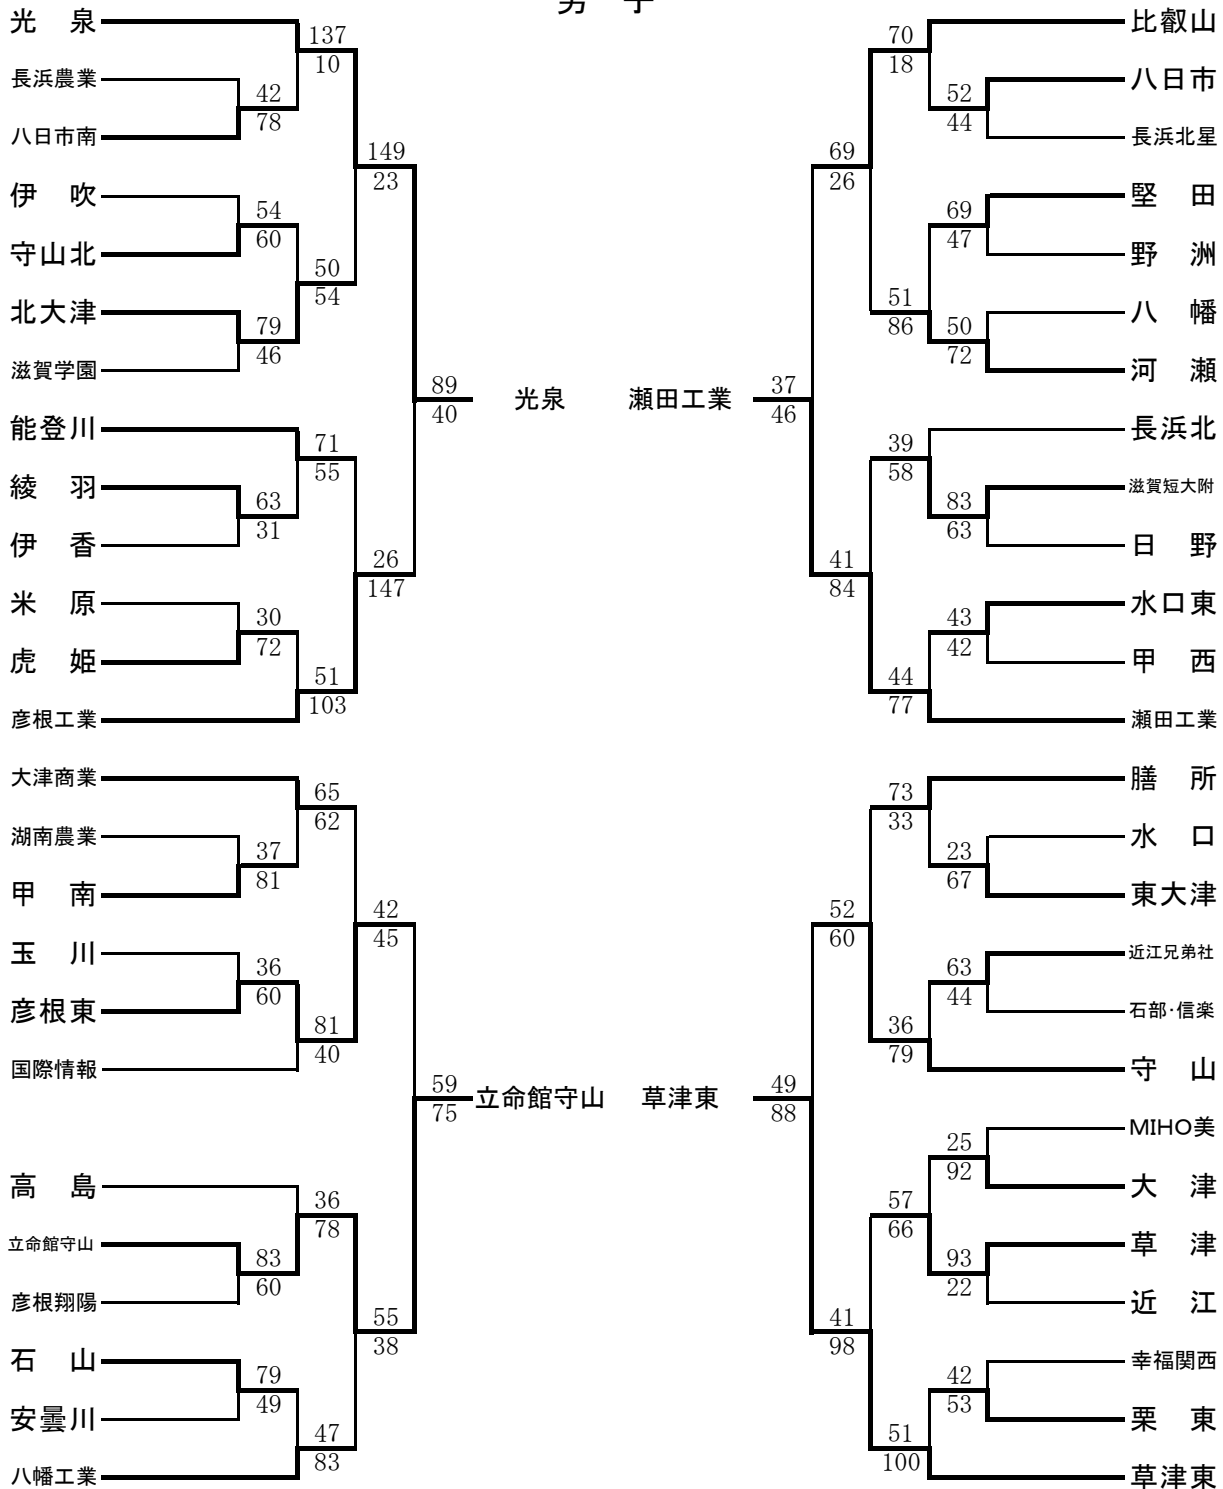 男 子
光 泉
137
10
長浜農業
42
78
八日市南
149
23
伊 吹
54
60
守山北
50
54
北大津
79
46
滋賀学園
89
40
光泉
能登川
71
55
綾 羽
63
31
伊 香
26
147
米 原
30
72
虎 姫
51
103
彦根工業
大津商業
65
62
湖南農業
37
81
甲 南
42
45
玉 川
36
60
彦根東
81
40
国際情報
59
75
立命館守山
高 島
36
78
立命館守山
83
60
彦根翔陽
55
38
石 山
79
49
安曇川
47
83
八幡工業
比叡山
70
18
八日市
52
44
長浜北星
69
26
堅 田
69
47
野 洲
51
86
八 幡
50
72
河 瀬
瀬田工業
37
46
長浜北
39
58
滋賀短大附
83
63
日 野
41
84
水口東
43
42
甲 西
44
77
瀬田工業
膳 所
73
33
水 口
23
67
東大津
52
60
近江兄弟社
63
44
石部・信楽
36
79
守 山
草津東
49
88
MIHO美
25
92
大 津
57
66
草 津
93
22
近 江
41
98
幸福関西
42
53
栗 東
51
100
草津東